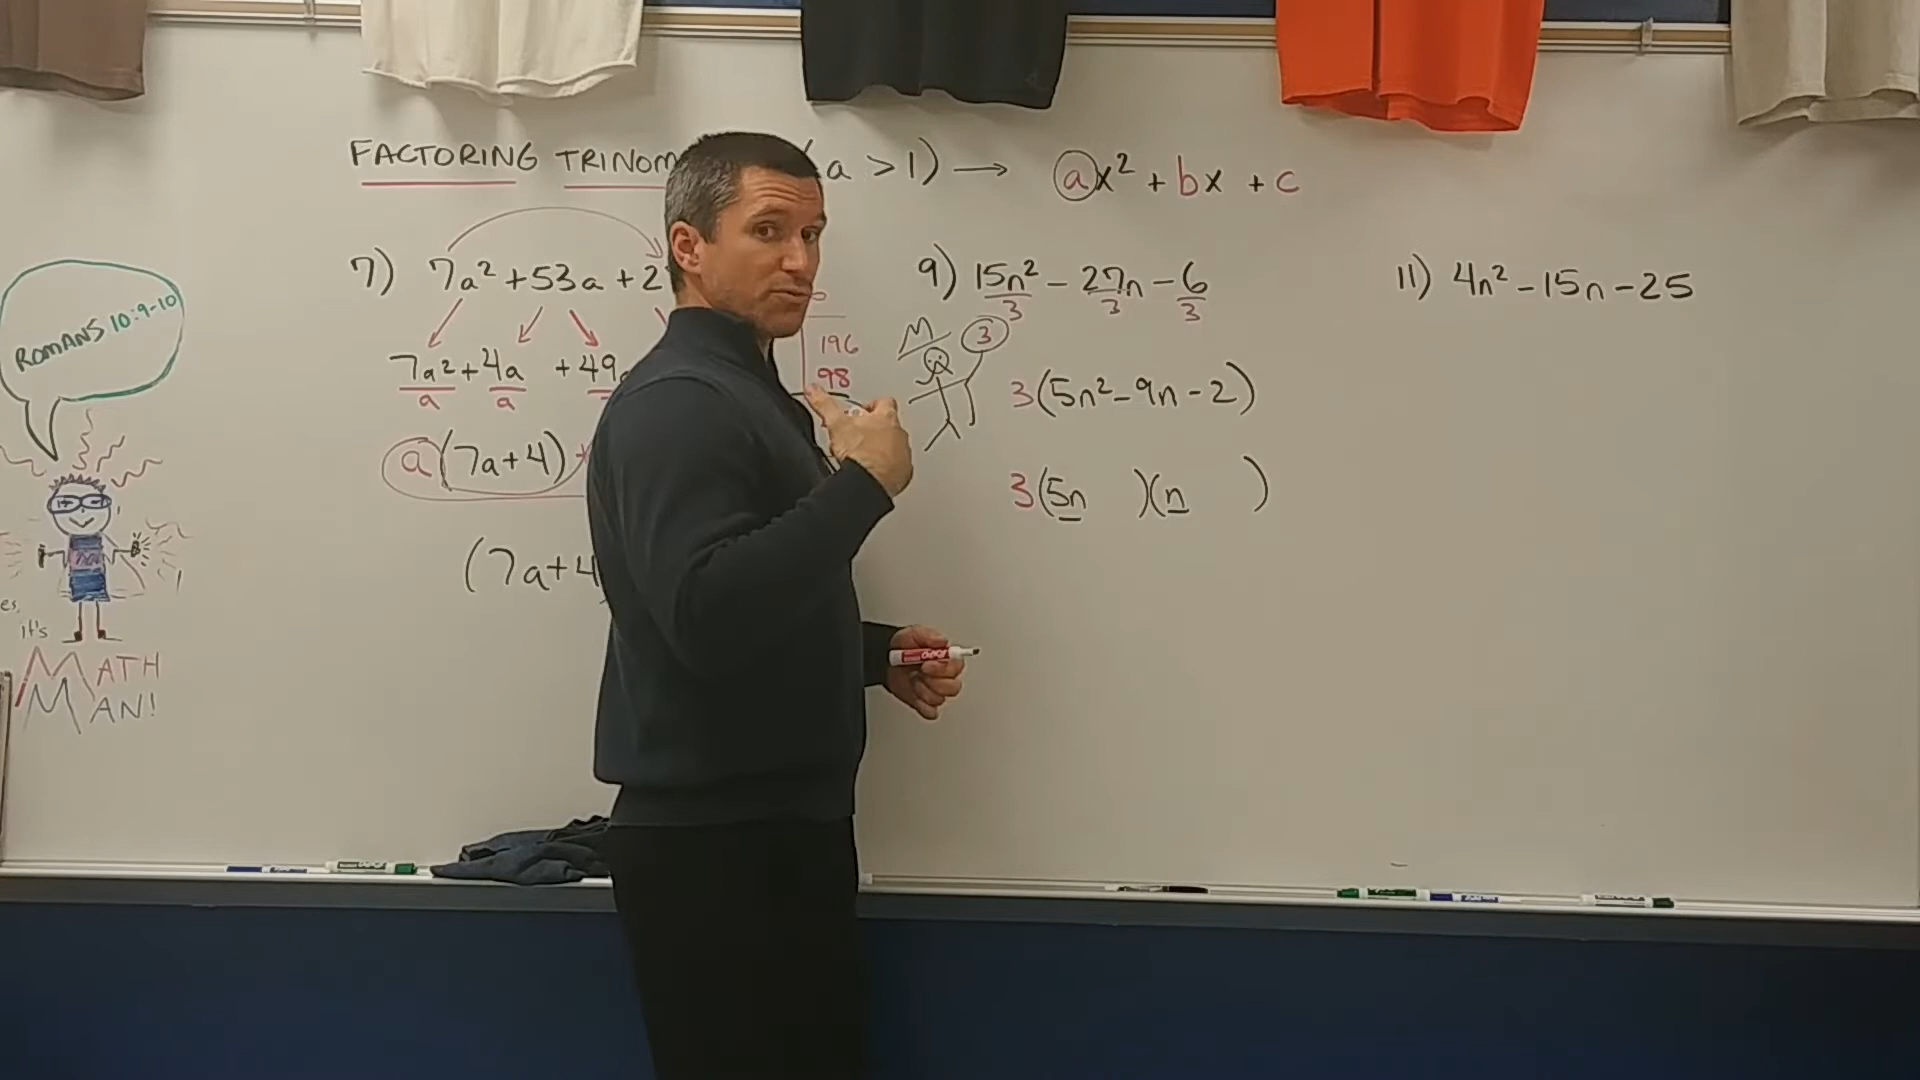 FACTORING TRINOM (a > 1) → ax² + bx + c
7) 7a² + 53a + 2
7a² + 4a + 49a
a a
a(7a+4) +
(7a+4
196
98
9) 15n² - 27n - 6
3 3 3
M 3
3(5n² - 9n - 2)
3(5n )(n )
11) 4n² - 15n - 25
ROMANS 10:9-10
es,
it's
MATH
MAN!